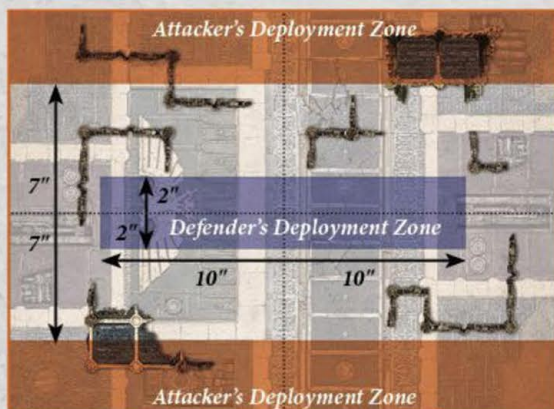 Attacker's Deployment Zone
7"
2"
2"
Defender's Deployment Zone
7"
10"
10"
Attacker's Deployment Zone